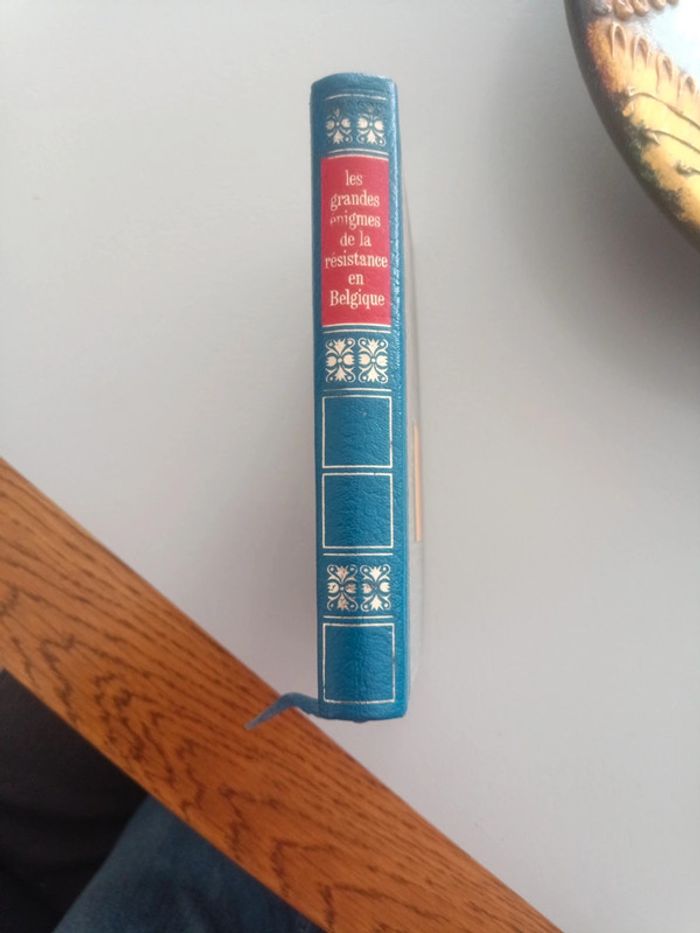 les
grandes
énigmes
de la
résistance
en
Belgique